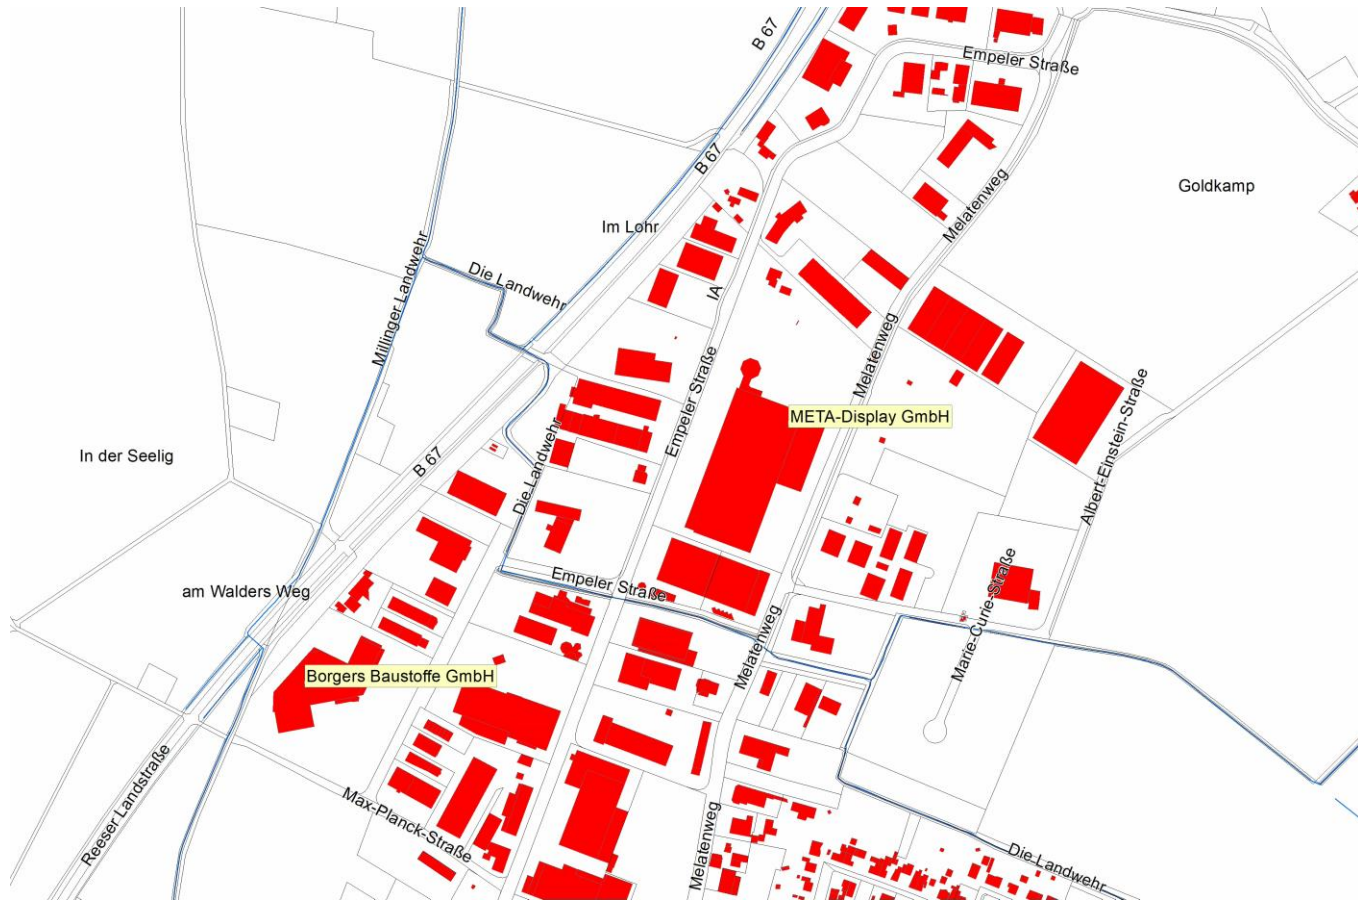 B 67
Empeler Straße
B 67
Goldkamp
Melatenweg
Im Lohr
Die Landwehr
Millinger Landwehr
IA
Melatenweg
Empeler Straße
META-Display GmbH
Albert-Einstein-Straße
In der Seelig
B 67
Die Landwehr
Empeler Straße
am Walders Weg
Marie-Curie-Straße
Melatenweg
Borgers Baustoffe GmbH
Reeser Landstraße
Max-Planck-Straße
Melatenweg
Die Landwehr